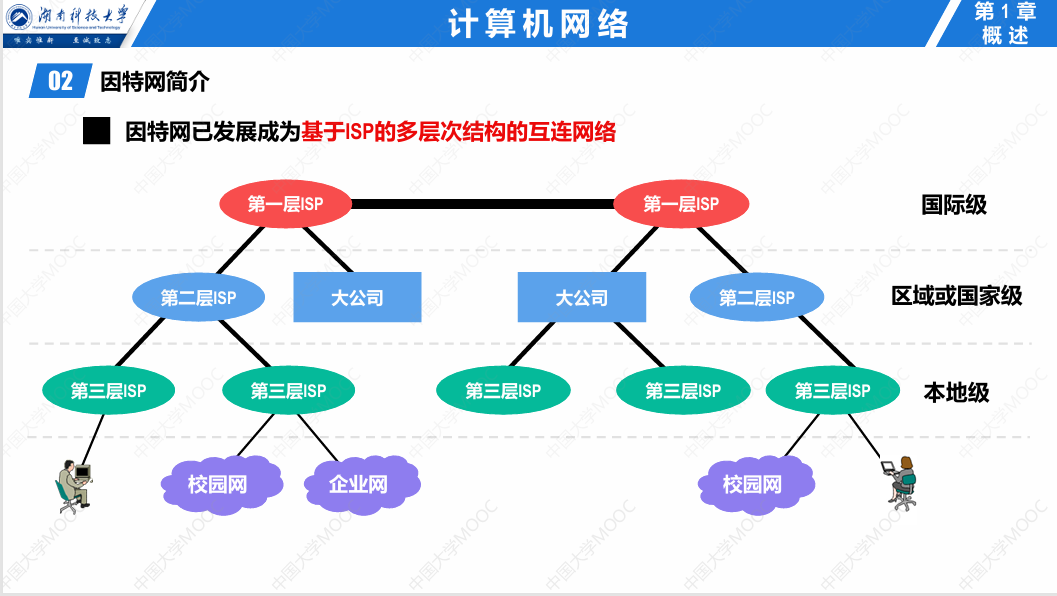 湖南科技大学
Hunan University of Science and Technology
唯实惟新 至诚致志
计算机网络
第 1 章
概 述
02 因特网简介
因特网已发展成为基于ISP的多层次结构的互连网络
第一层ISP 第一层ISP 国际级
第二层ISP 大公司 大公司 第二层ISP 区域或国家级
第三层ISP 第三层ISP 第三层ISP 第三层ISP 第三层ISP 本地级
校园网 企业网 校园网
中国大学MOOC